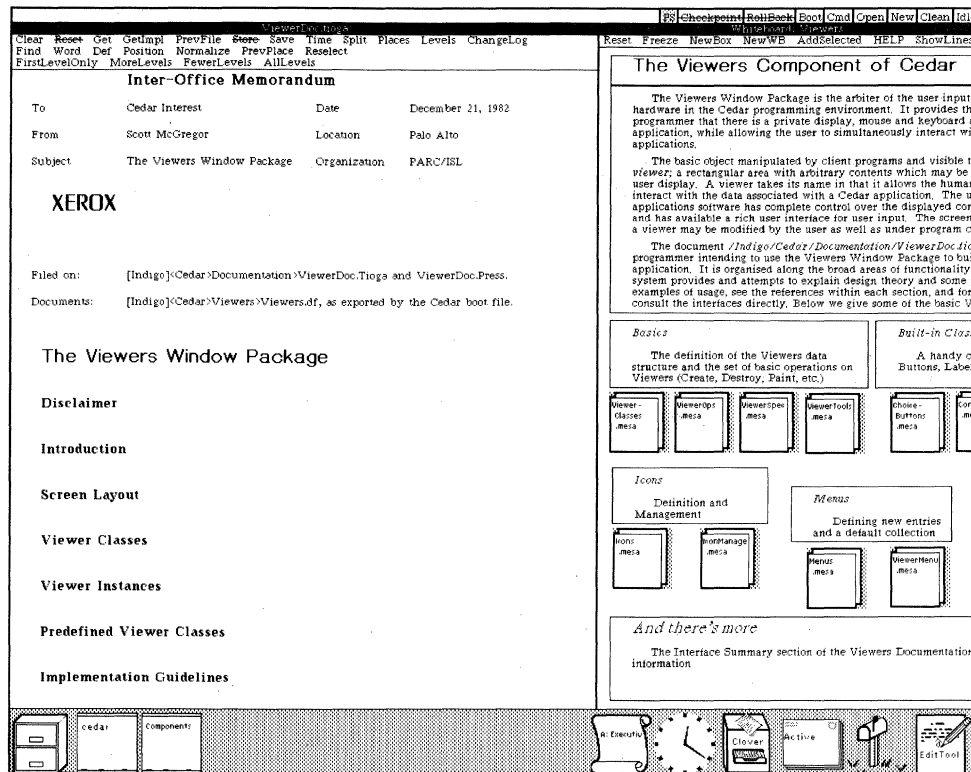 PS Checkpoint RollBack Boot Cmd Open New Clean Idl
ViewerDoc.tioga
Clear Reset Get GetImpl PrevFile Store Save Time Split Places Levels ChangeLog
Find Word Def Position Normalize PrevPlace Reselect
FirstLevelOnly MoreLevels FewerLevels AllLevels
Inter-Office Memorandum
To Cedar Interest Date December 21, 1982
From Scott McGregor Location Palo Alto
Subject The Viewers Window Package Organization PARC/ISL
XEROX
Filed on: [Indigo]<Cedar>Documentation>ViewerDoc.Tioga and ViewerDoc.Press.
Documents: [Indigo]<Cedar>Viewers>Viewers.df, as exported by the Cedar boot file.
The Viewers Window Package
Disclaimer
Introduction
Screen Layout
Viewer Classes
Viewer Instances
Predefined Viewer Classes
Implementation Guidelines
Whiteboard: Viewers
Reset Freeze NewBox NewWB AddSelected HELP ShowLines
The Viewers Component of Cedar
The Viewers Window Package is the arbiter of the user input
hardware in the Cedar programming environment. It provides th
programmer that there is a private display, mouse and keyboard
application, while allowing the user to simultaneously interact wi
applications.
The basic object manipulated by client programs and visible t
viewer; a rectangular area with arbitrary contents which may be
user display. A viewer takes its name in that it allows the human
interact with the data associated with a Cedar application. The u
applications software has complete control over the displayed con
and has available a rich user interface for user input. The screen
a viewer may be modified by the user as well as under program c
The document /Indigo/Cedar/Documentation/ViewerDoc.tio
programmer intending to use the Viewers Window Package to bui
application. It is organised along the broad areas of functionality
system provides and attempts to explain design theory and some
examples of usage, see the references within each section, and for
consult the interfaces directly. Below we give some of the basic V
Basics
The definition of the Viewers data
structure and the set of basic operations on
Viewers (Create, Destroy, Paint, etc.)
Built-in Clas
A handy c
Buttons, Label
Viewer-
Classes
.mesa
ViewerOps
.mesa
ViewerSpec
.mesa
ViewerTools
.mesa
Choice-
Buttons
.mesa
Con
.me
Icons
Definition and
Management
Menus
Defining new entries
and a default collection
Icons
.mesa
IconManage
.mesa
Menus
.mesa
ViewerMenu
.mesa
And there's more
The Interface Summary section of the Viewers Documentation
information
cedar
Components
A: Executiv
Clover
Active
EditTool